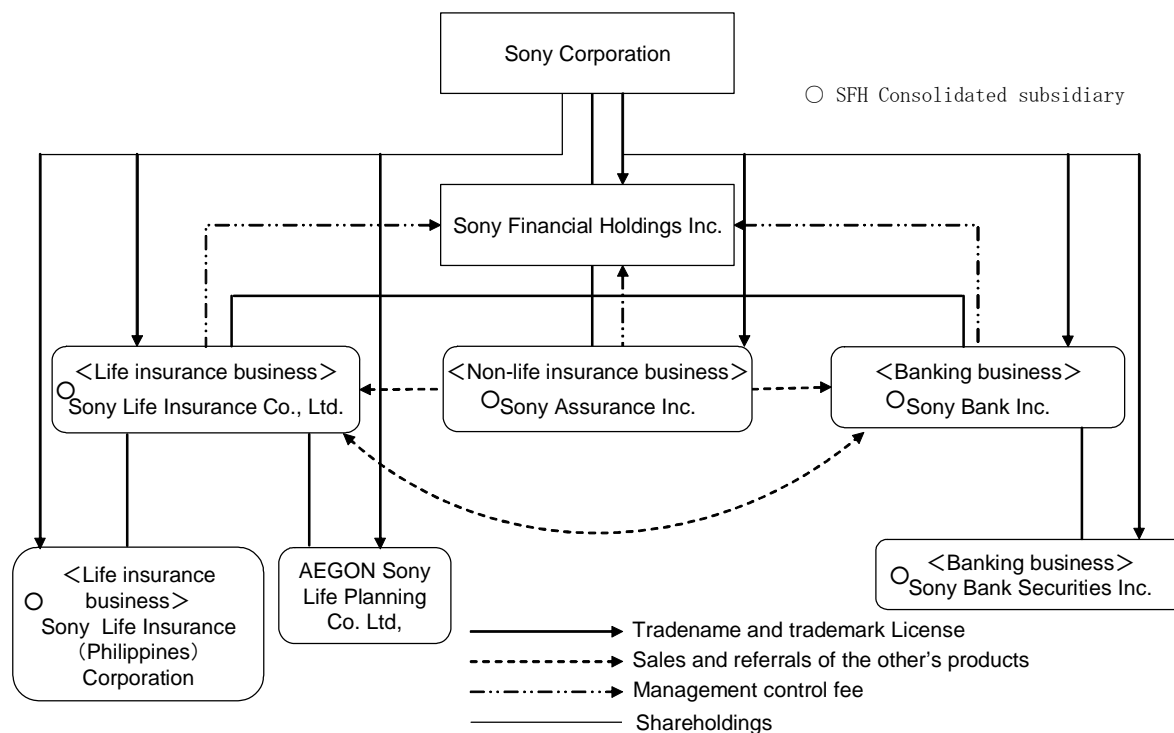 Sony Corporation
○ SFH Consolidated subsidiary
Sony Financial Holdings Inc.
＜Life insurance business＞
○ Sony Life Insurance Co., Ltd.
＜Non-life insurance business＞
○ Sony Assurance Inc.
＜Banking business＞
○ Sony Bank Inc.
＜Life insurance
○ business＞
Sony Life Insurance
（Philippines）
Corporation
AEGON Sony
Life Planning
Co. Ltd,
＜Banking business＞
○ Sony Bank Securities Inc.
Tradename and trademark License
Sales and referrals of the other's products
Management control fee
Shareholdings